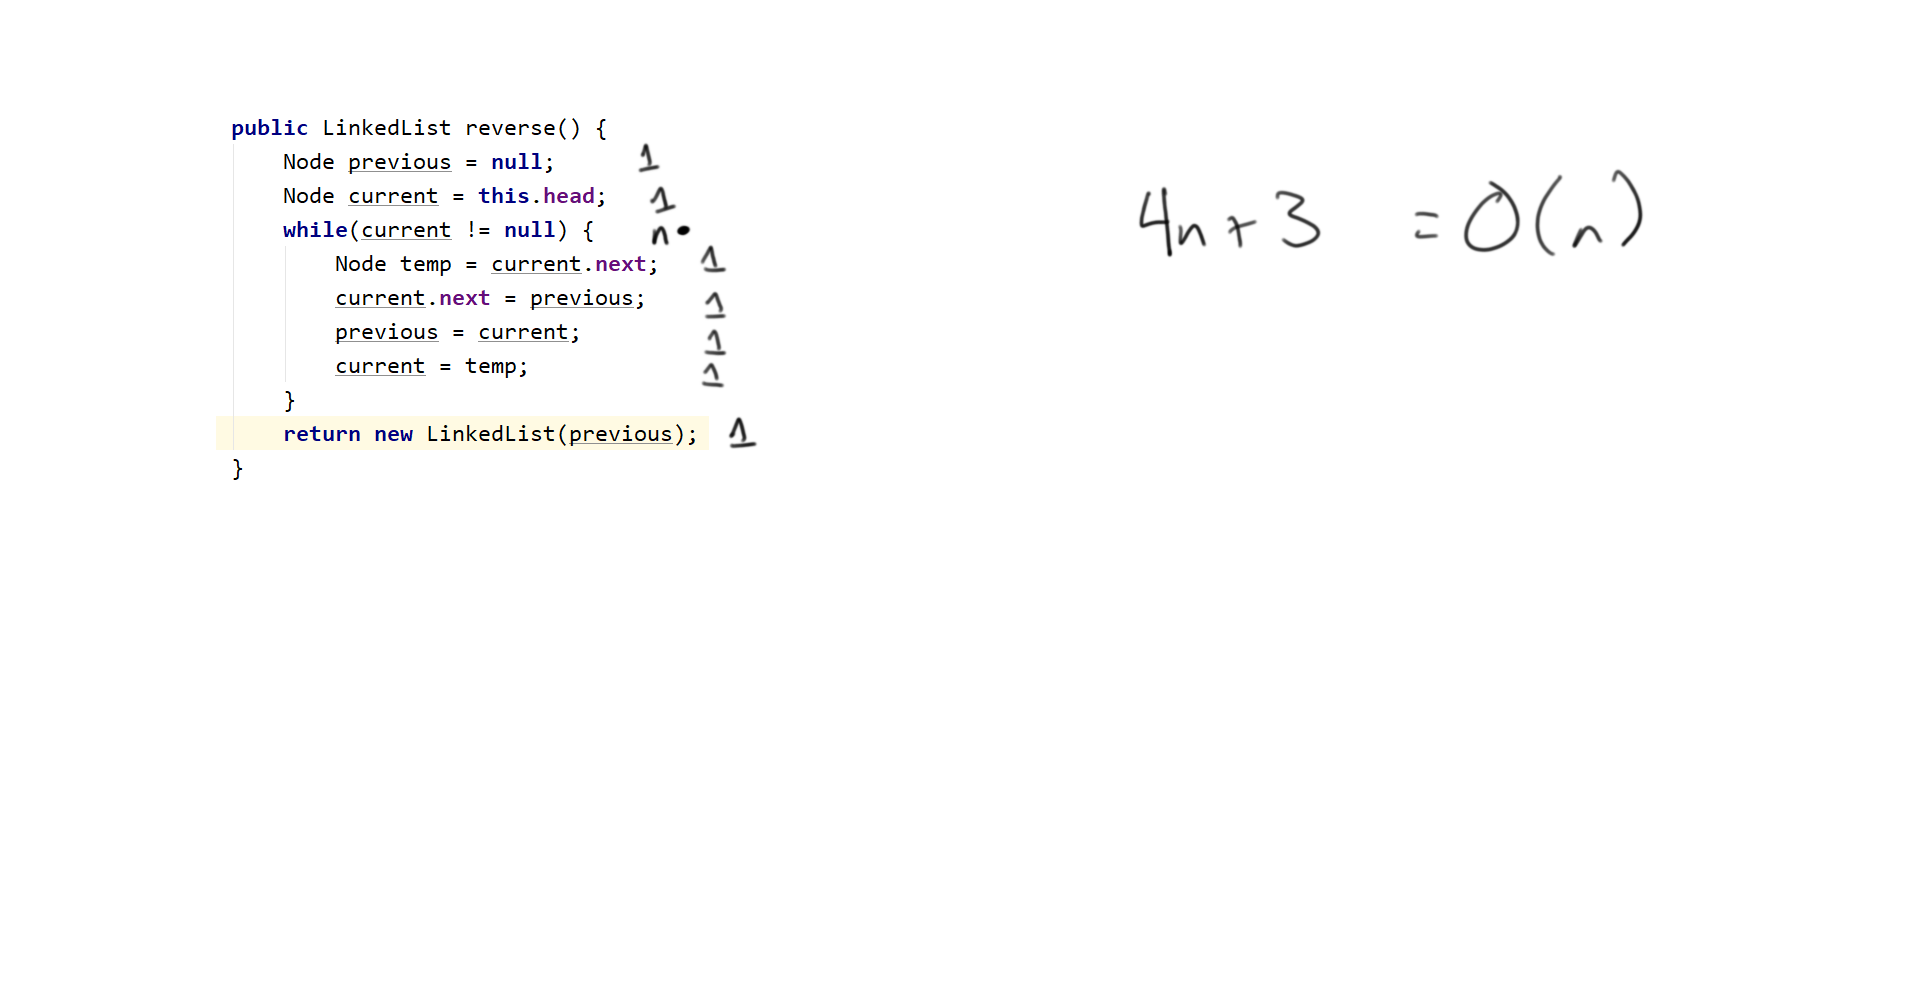 public LinkedList reverse() {
Node previous = null; 1
Node current = this.head; 1
while(current != null) { n •
Node temp = current.next; 1
current.next = previous; 1
previous = current; 1
current = temp; 1
}
return new LinkedList(previous); 1
}
4n+3 = O(n)